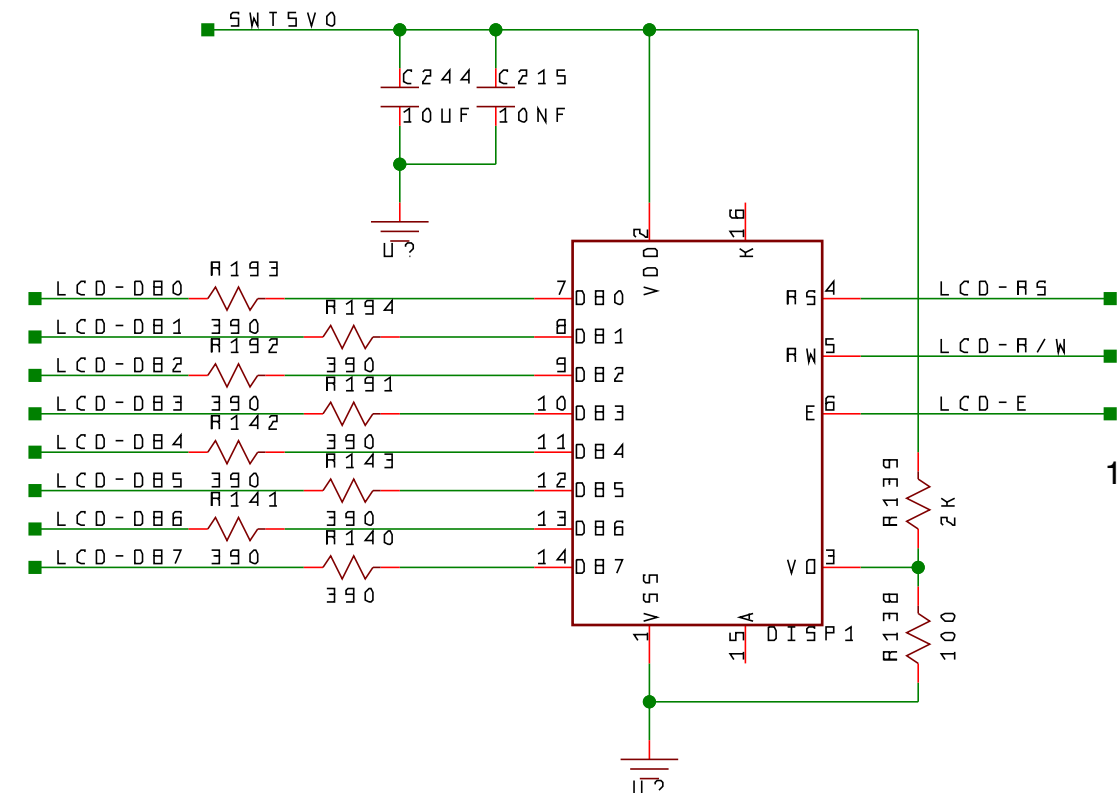 SWT5V0
C244 C215
10UF 10NF
U?
2 16
VDD K
R193
LCD-DB0 7 DB0 RS 4 LCD-RS
R194
LCD-DB1 390 8 DB1
R192
LCD-DB2 390 9 DB2 RW 5 LCD-R/W
R191
LCD-DB3 390 10 DB3 E 6 LCD-E
R142
LCD-DB4 390 11 DB4
R143
LCD-DB5 390 12 DB5
R139 2K
1
R141
LCD-DB6 390 13 DB6
R140
LCD-DB7 390 14 DB7 V0 3
390
VSS A
1 15
DISP1
R138 100
U?